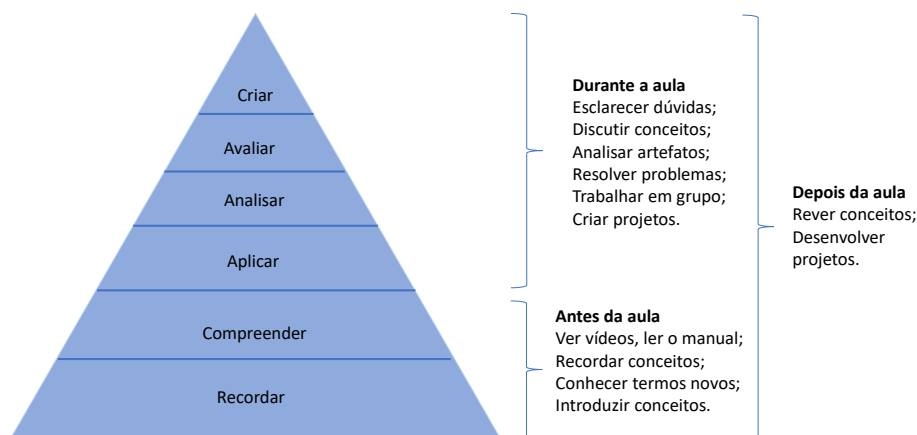 Criar
Avaliar
Analisar
Aplicar
Compreender
Recordar
Durante a aula
Esclarecer dúvidas;
Discutir conceitos;
Analisar artefatos;
Resolver problemas;
Trabalhar em grupo;
Criar projetos.
Antes da aula
Ver vídeos, ler o manual;
Recordar conceitos;
Conhecer termos novos;
Introduzir conceitos.
Depois da aula
Rever conceitos;
Desenvolver
projetos.